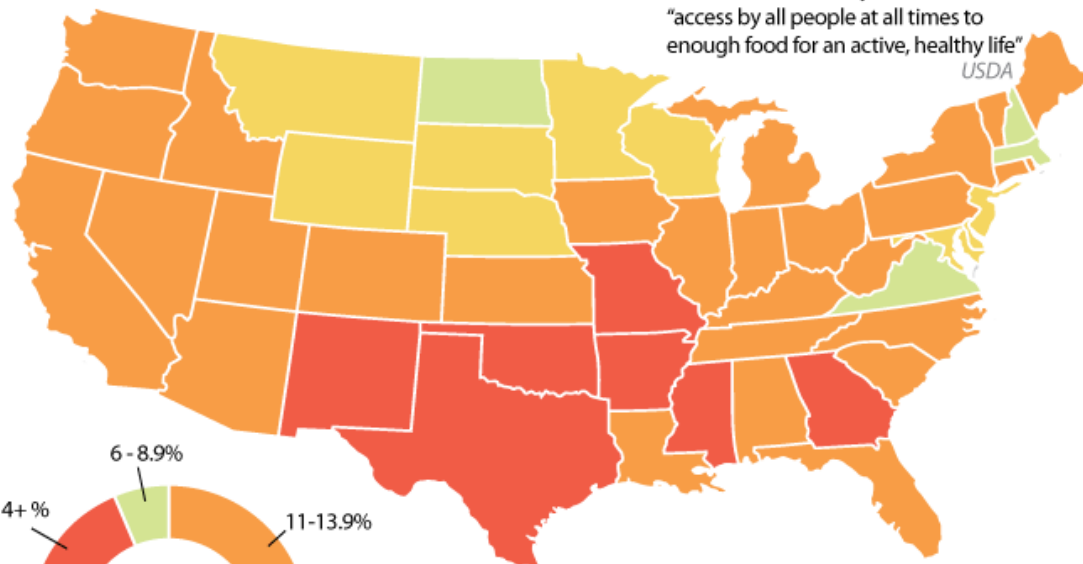 “access by all people at all times to
enough food for an active, healthy life”
USDA
6 - 8.9%
4+ %
11-13.9%